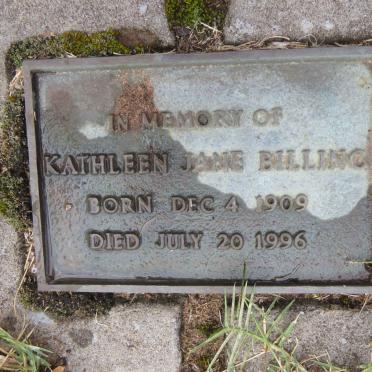 IN MEMORY OF
KATHLEEN JANE BILLING
BORN DEC 4 1909
DIED JULY 20 1996